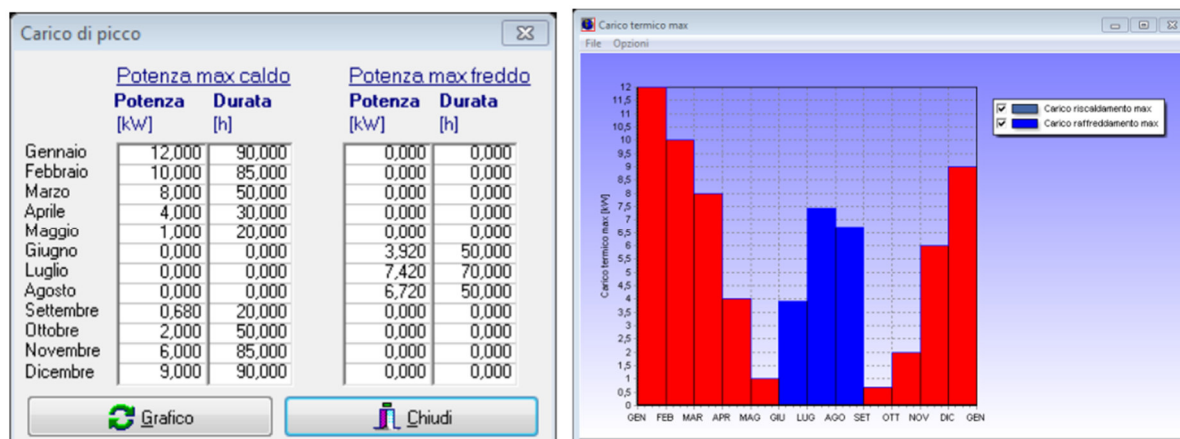 Carico di picco
Potenza max caldo Potenza max freddo
Potenza Durata Potenza Durata
[kW] [h] [kW] [h]
Gennaio 12,000 90,000 0,000 0,000
Febbraio 10,000 85,000 0,000 0,000
Marzo 8,000 50,000 0,000 0,000
Aprile 4,000 30,000 0,000 0,000
Maggio 1,000 20,000 0,000 0,000
Giugno 0,000 0,000 3,920 50,000
Luglio 0,000 0,000 7,420 70,000
Agosto 0,000 0,000 6,720 50,000
Settembre 0,680 20,000 0,000 0,000
Ottobre 2,000 50,000 0,000 0,000
Novembre 6,000 85,000 0,000 0,000
Dicembre 9,000 90,000 0,000 0,000
Grafico Chiudi
Carico termico max
File Opzioni
Carico termico max [kW]
12
11,5
11
10,5
10
9,5
9
8,5
8
7,5
7
6,5
6
5,5
5
4,5
4
3,5
3
2,5
2
1,5
1
0,5
0
GEN FEB MAR APR MAG GIU LUG AGO SET OTT NOV DIC GEN
Carico riscaldamento max
Carico raffreddamento max